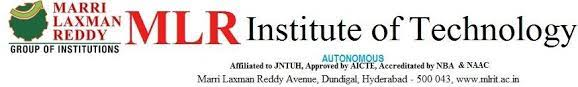 MARRI
LAXMAN
REDDY
GROUP OF INSTITUTIONS
MLR Institute of Technology
AUTONOMOUS
Affiliated to JNTUH, Approved by AICTE, Accreditated by NBA & NAAC
Marri Laxman Reddy Avenue, Dundigal, Hyderabad - 500 043, www.mlrit.ac.in